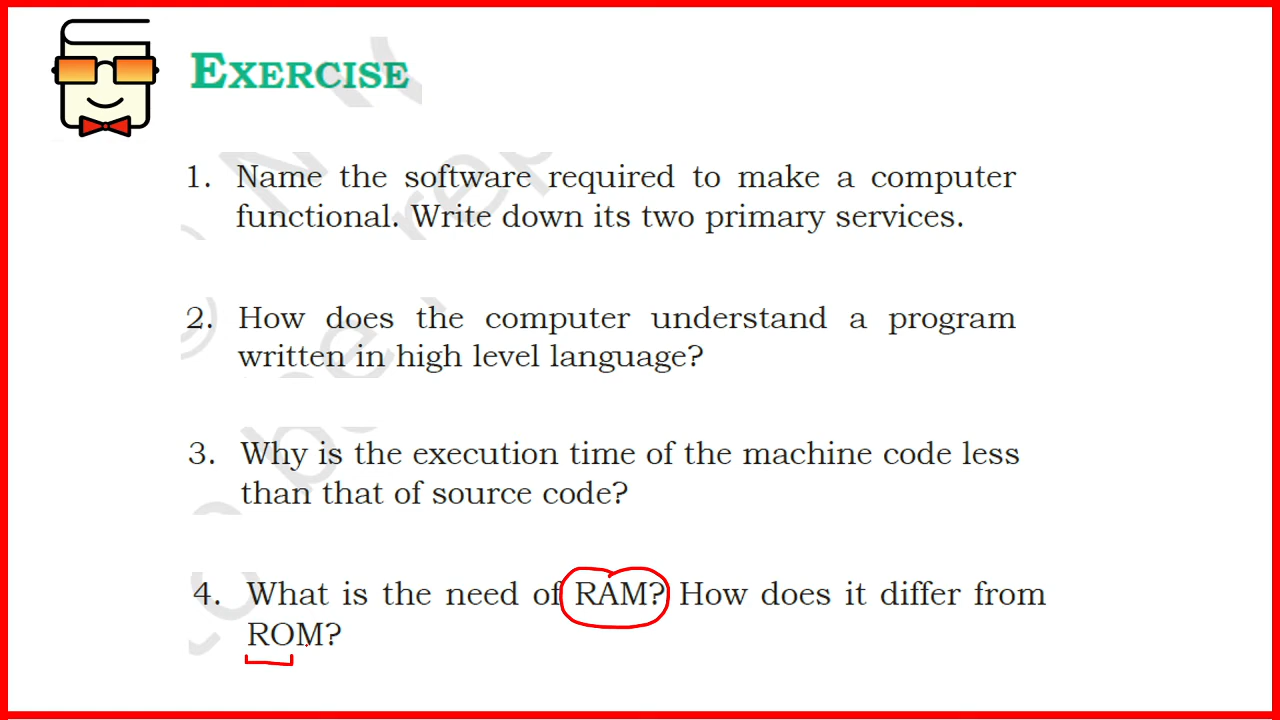 EXERCISE
1. Name the software required to make a computer
functional. Write down its two primary services.
2. How does the computer understand a program
written in high level language?
3. Why is the execution time of the machine code less
than that of source code?
4. What is the need of RAM? How does it differ from
ROM?